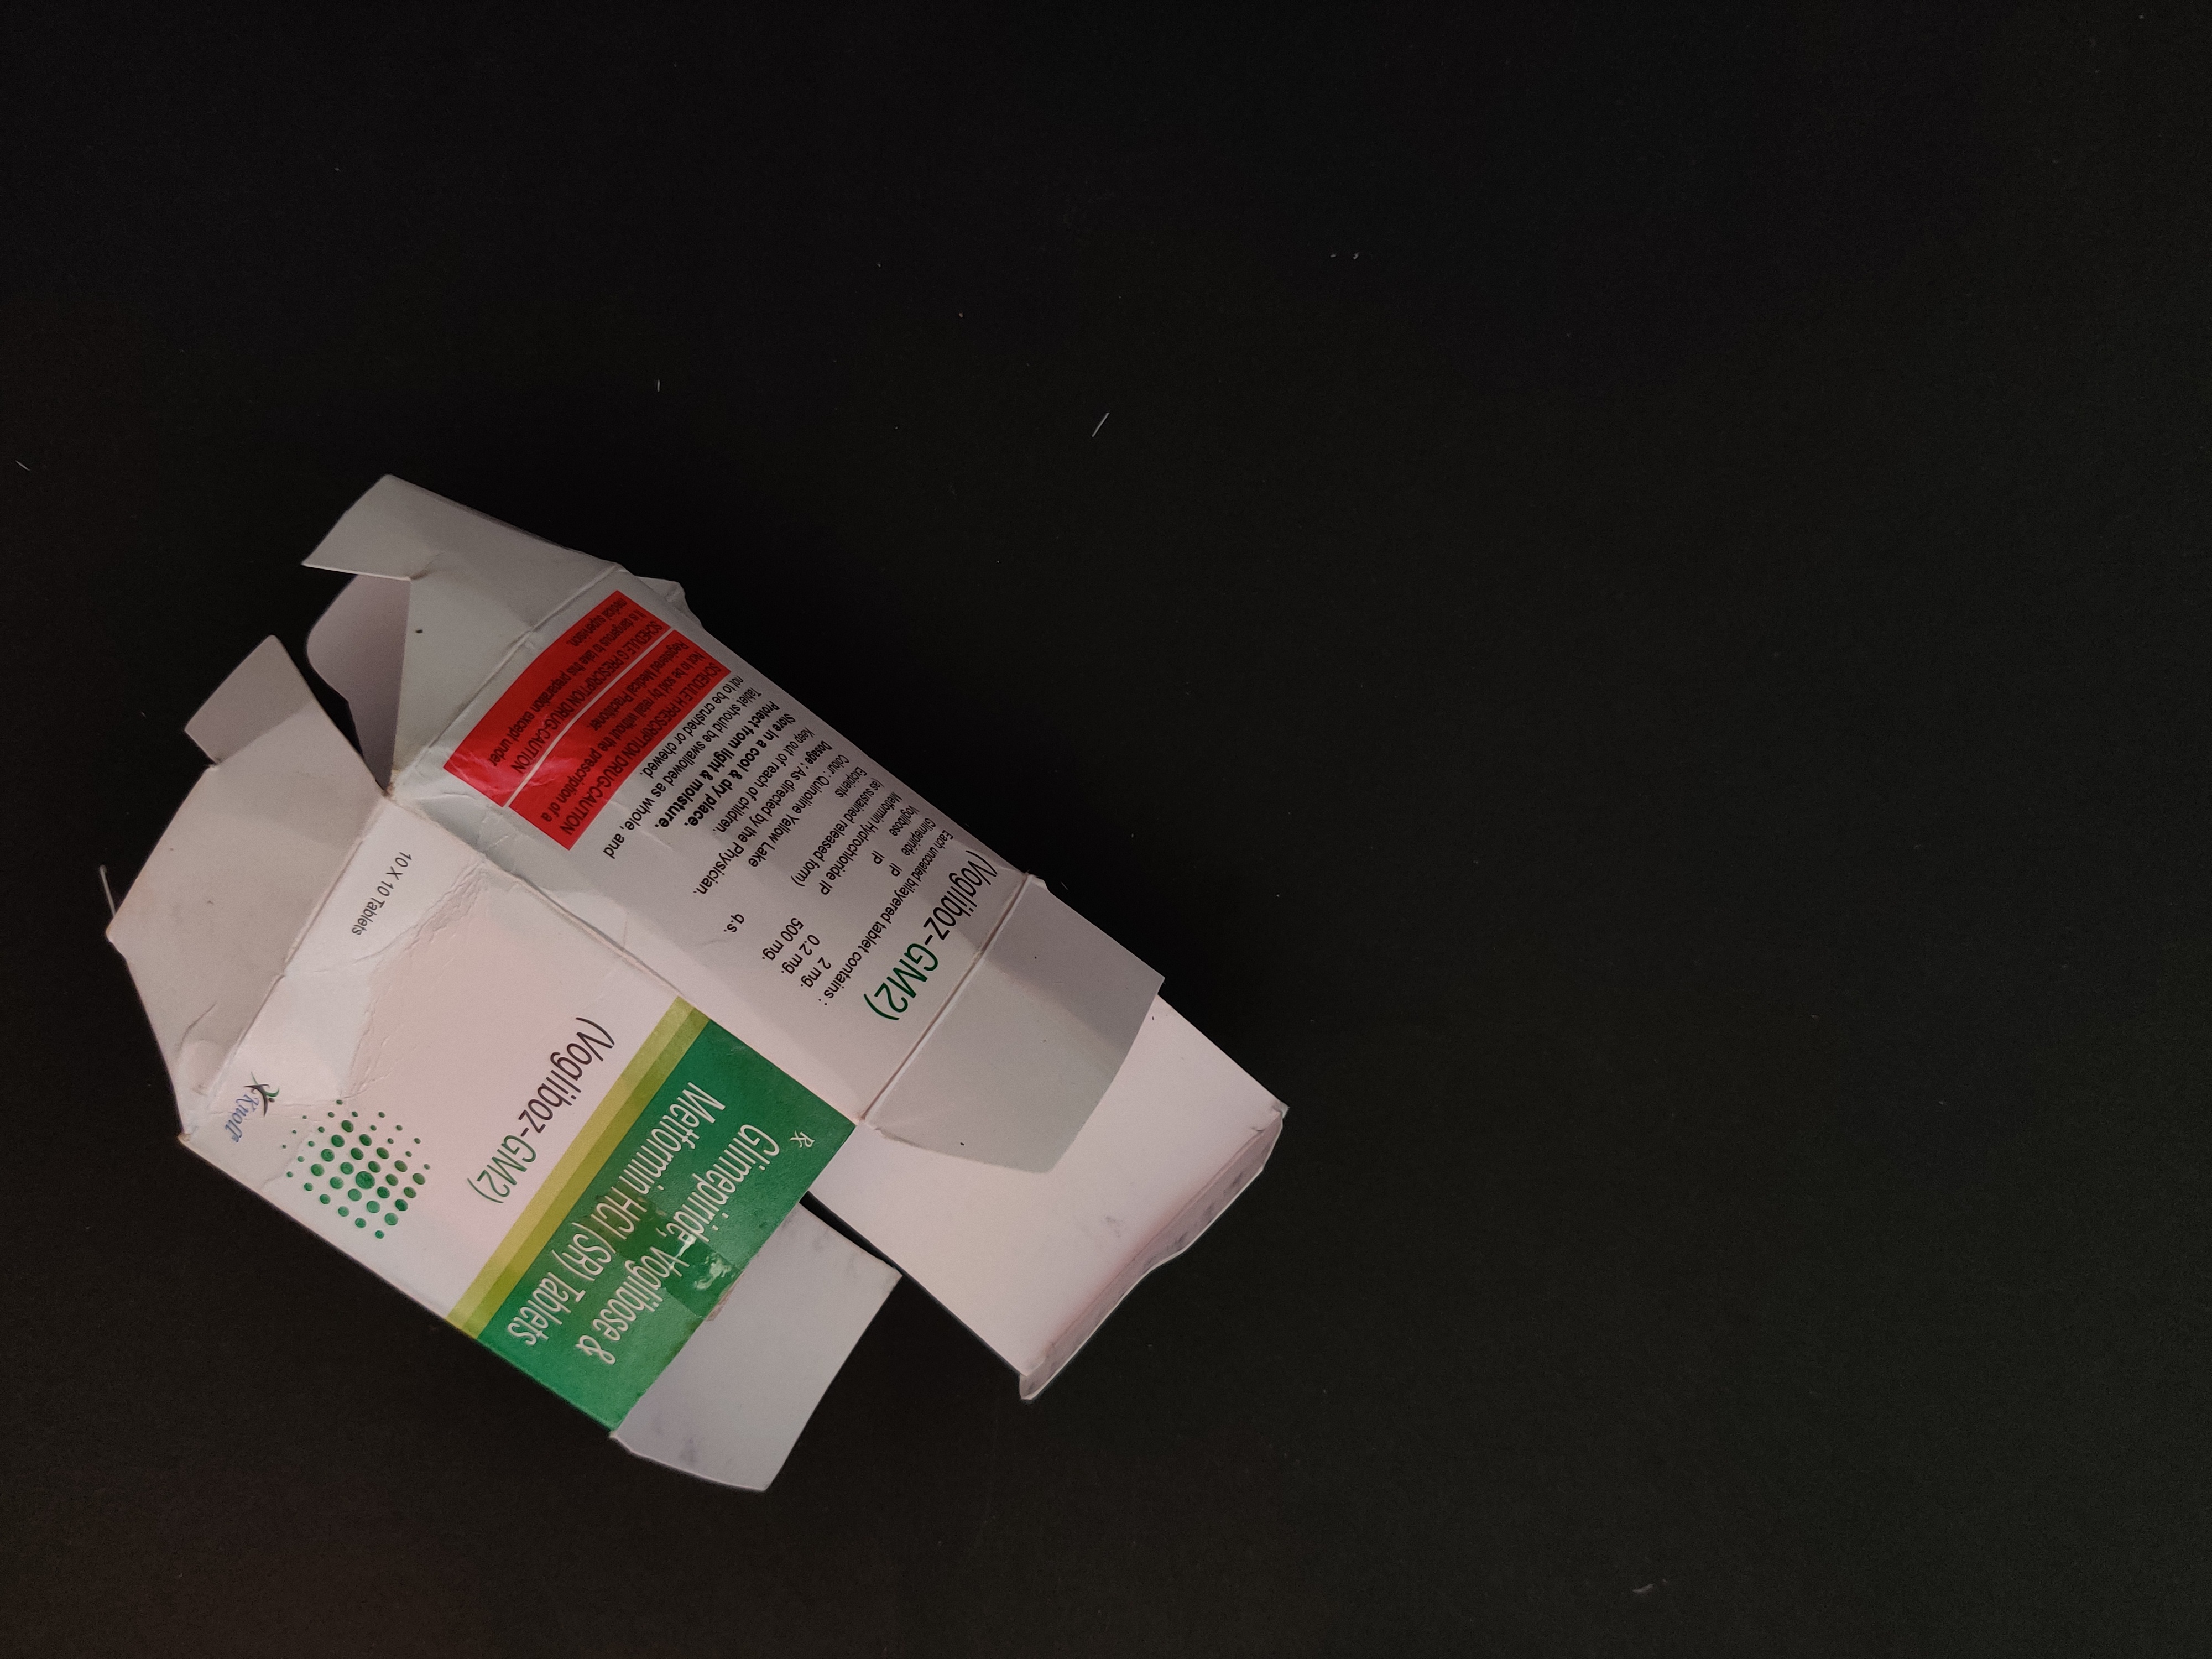 Rx
Glimepiride, Voglibose &
Metformin HCl (SR) Tablets
(Vogliboz-GM2)
10 X 10 Tablets
Knoll
(Vogliboz-GM2)
Each uncoated bilayered tablet contains :
Glimepiride IP 2 mg.
Voglibose IP 0.2 mg.
Metformin Hydrochloride IP 500 mg.
(as sustained released form)
Excipients q.s.
Colour : Quinoline Yellow Lake
Dosage : As directed by the Physician.
Keep out of reach of children.
Store in a cool & dry place.
Protect from light & moisture.
Tablet should be swallowed as whole, and
not to be crushed or chewed.
SCHEDULE H PRESCRIPTION DRUG-CAUTION
Not to be sold by retail without the prescription of a
Registered Medical Practitioner.
SCHEDULE G PRESCRIPTION DRUG-CAUTION
It is dangerous to take this preparation except under
medical supervision.